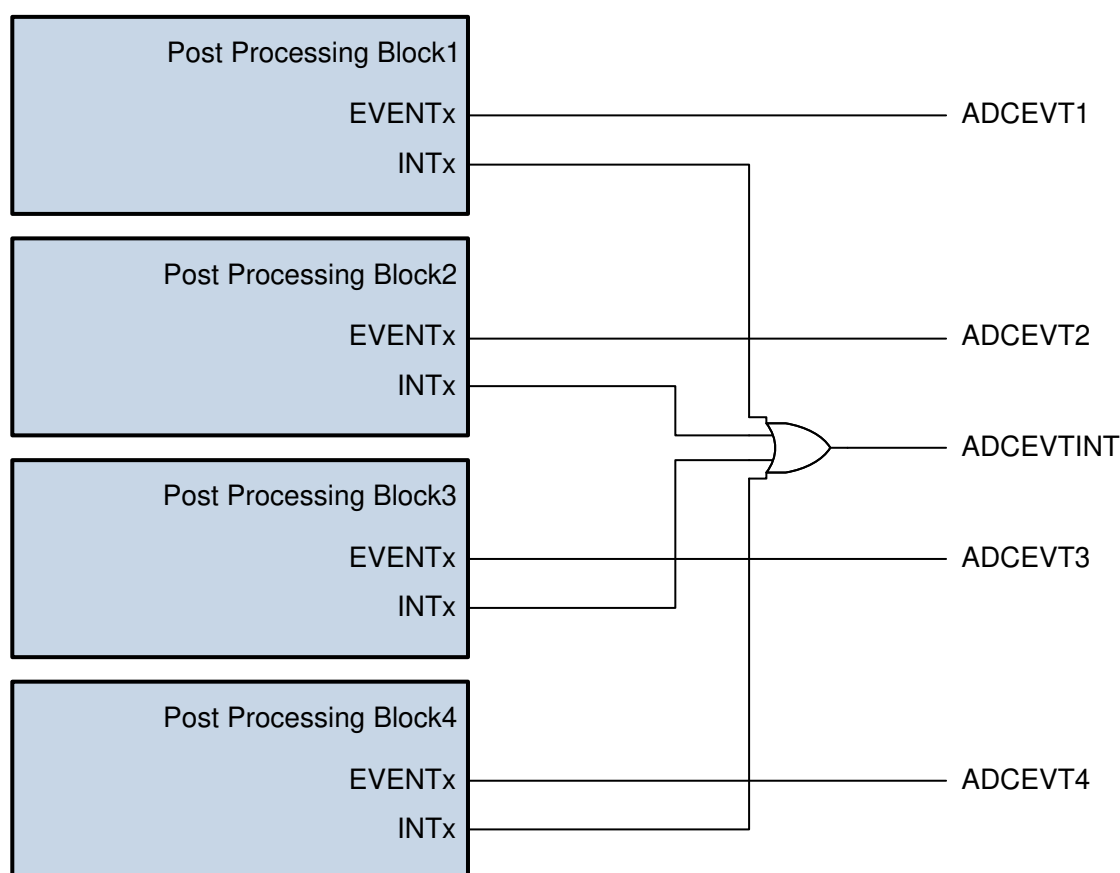 Post Processing Block1
EVENTx
ADCEVT1
INTx
Post Processing Block2
EVENTx
ADCEVT2
INTx
ADCEVTINT
Post Processing Block3
EVENTx
ADCEVT3
INTx
Post Processing Block4
EVENTx
ADCEVT4
INTx